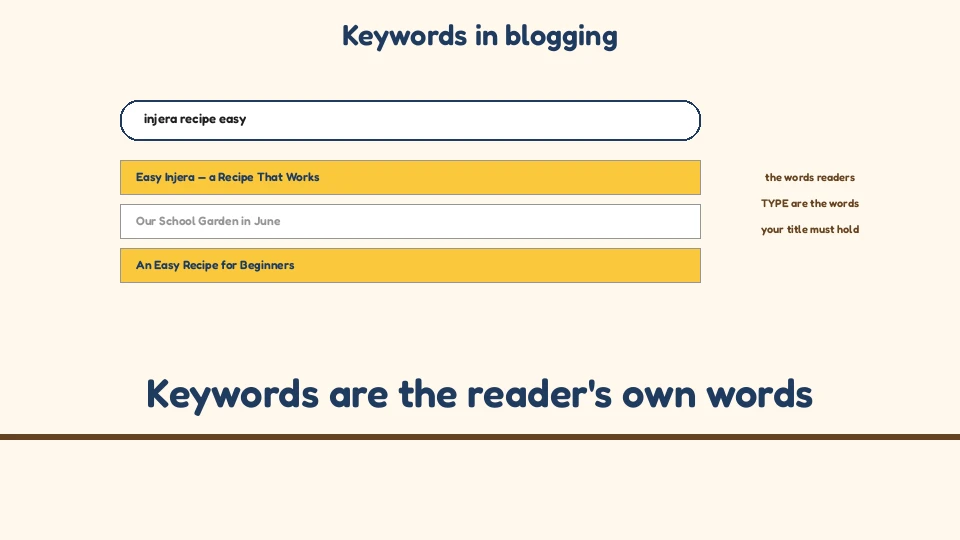 Keywords in blogging
injera recipe easy
Easy Injera — a Recipe That Works
the words readers
Our School Garden in June
TYPE are the words
your title must hold
An Easy Recipe for Beginners
Keywords are the reader's own words